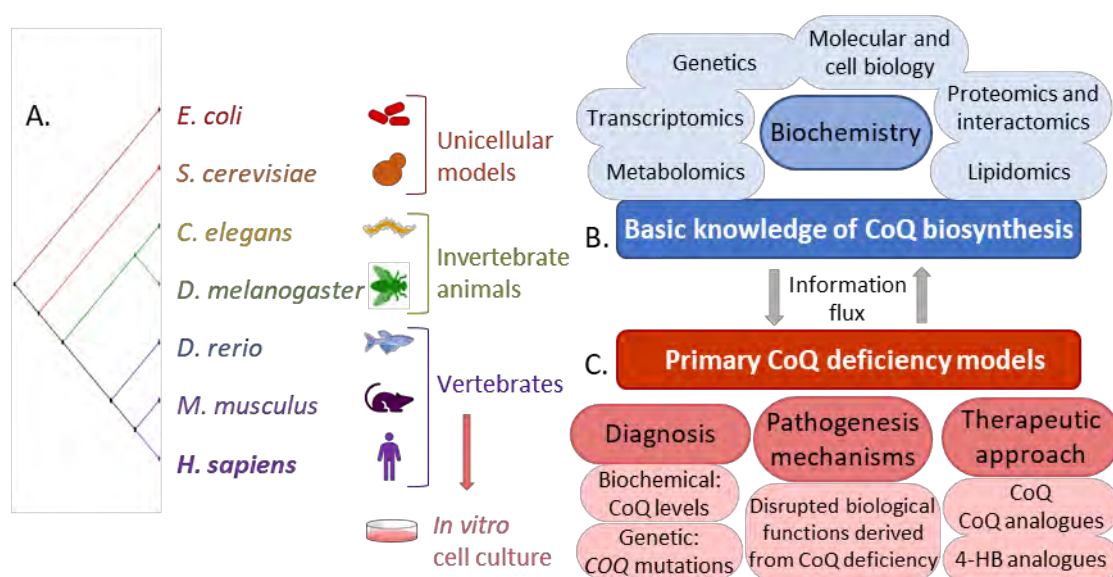 A.
E. coli
S. cerevisiae
C. elegans
D. melanogaster
D. rerio
M. musculus
H. sapiens
Unicellular
models
Invertebrate
animals
Vertebrates
In vitro
cell culture
Genetics
Molecular and
cell biology
Transcriptomics
Biochemistry
Proteomics and
interactomics
Metabolomics
Lipidomics
B.
Basic knowledge of CoQ biosynthesis
Information
flux
C.
Primary CoQ deficiency models
Diagnosis
Biochemical:
CoQ levels
Genetic:
COQ mutations
Pathogenesis
mechanisms
Disrupted biological
functions derived
from CoQ deficiency
Therapeutic
approach
CoQ
CoQ analogues
4-HB analogues